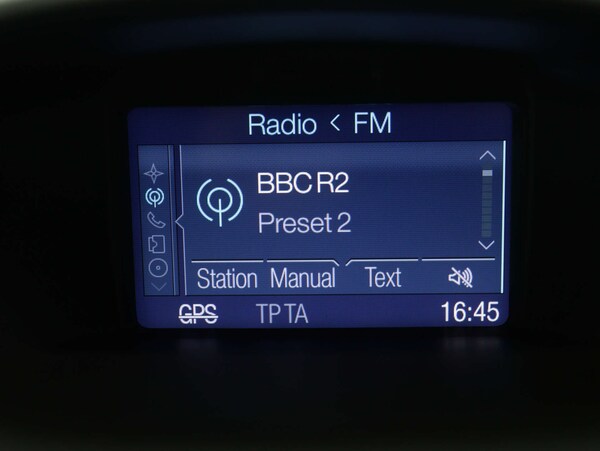 Radio < FM
BBC R2
Preset 2
Station Manual Text
GPS TP TA 16:45